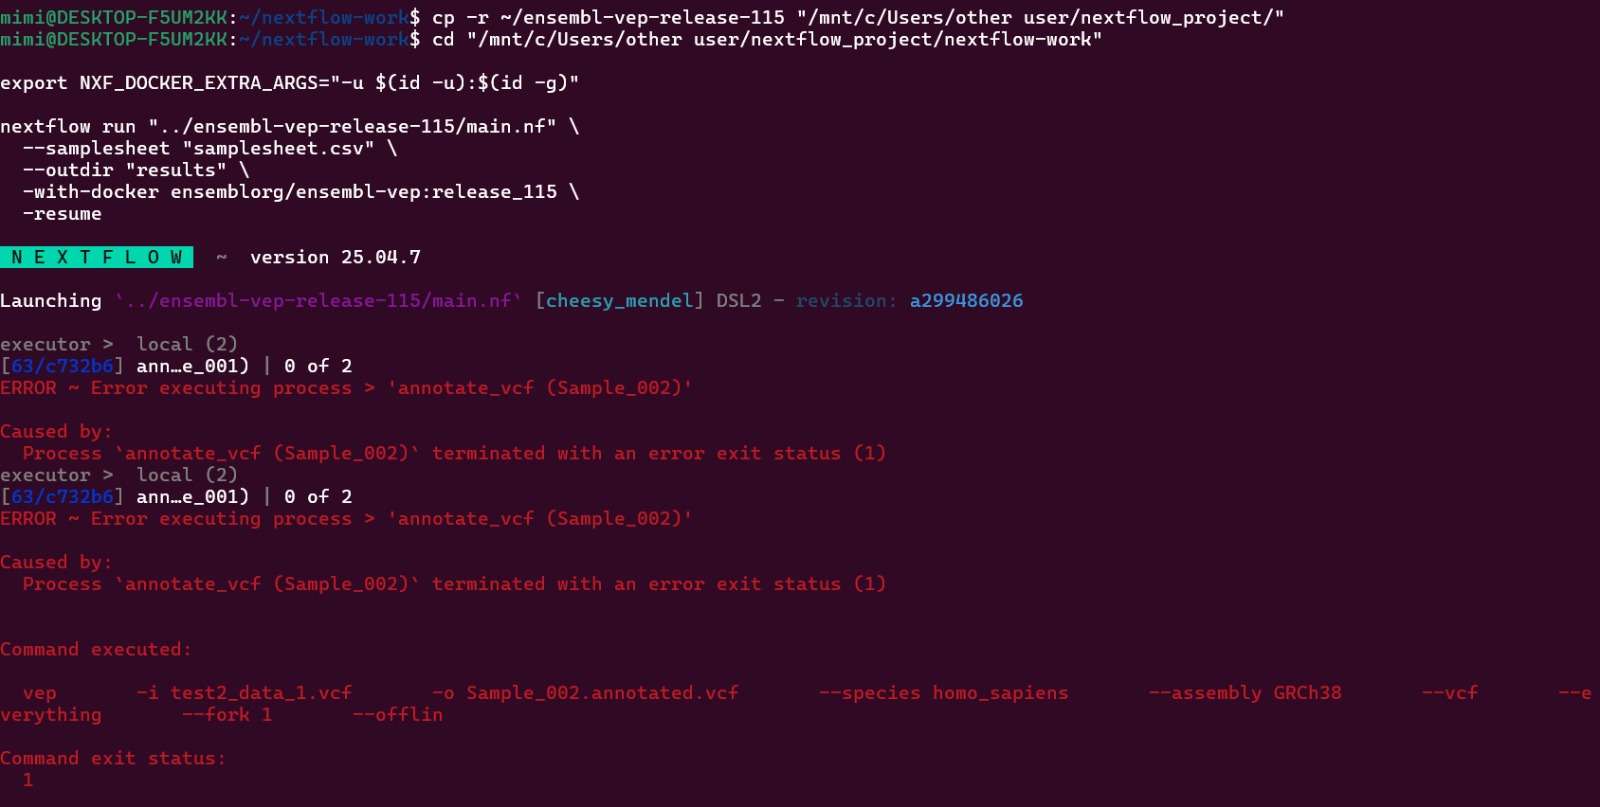 mimi@DESKTOP-F5UM2KK:~/nextflow-work$ cp -r ~/ensembl-vep-release-115 "/mnt/c/Users/other user/nextflow_project/"
mimi@DESKTOP-F5UM2KK:~/nextflow-work$ cd "/mnt/c/Users/other user/nextflow_project/nextflow-work"
export NXF_DOCKER_EXTRA_ARGS="-u $(id -u):$(id -g)"
nextflow run "../ensembl-vep-release-115/main.nf" \
--samplesheet "samplesheet.csv" \
--outdir "results" \
-with-docker ensemblorg/ensembl-vep:release_115 \
-resume
N E X T F L O W ~ version 25.04.7
Launching `../ensembl-vep-release-115/main.nf` [cheesy_mendel] DSL2 - revision: a299486026
executor > local (2)
[63/c732b6] ann…e_001) | 0 of 2
ERROR ~ Error executing process > 'annotate_vcf (Sample_002)'
Caused by:
Process `annotate_vcf (Sample_002)` terminated with an error exit status (1)
executor > local (2)
[63/c732b6] ann…e_001) | 0 of 2
ERROR ~ Error executing process > 'annotate_vcf (Sample_002)'
Caused by:
Process `annotate_vcf (Sample_002)` terminated with an error exit status (1)
Command executed:
vep -i test2_data_1.vcf -o Sample_002.annotated.vcf --species homo_sapiens --assembly GRCh38 --vcf --e
verything --fork 1 --offlin
Command exit status:
1